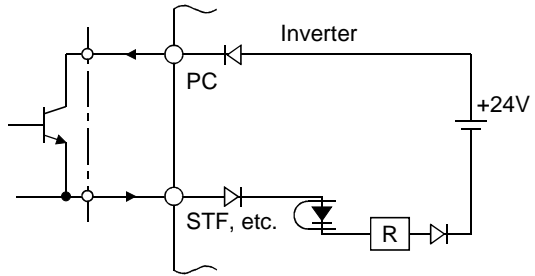 Inverter
PC
+24V
STF, etc.
R